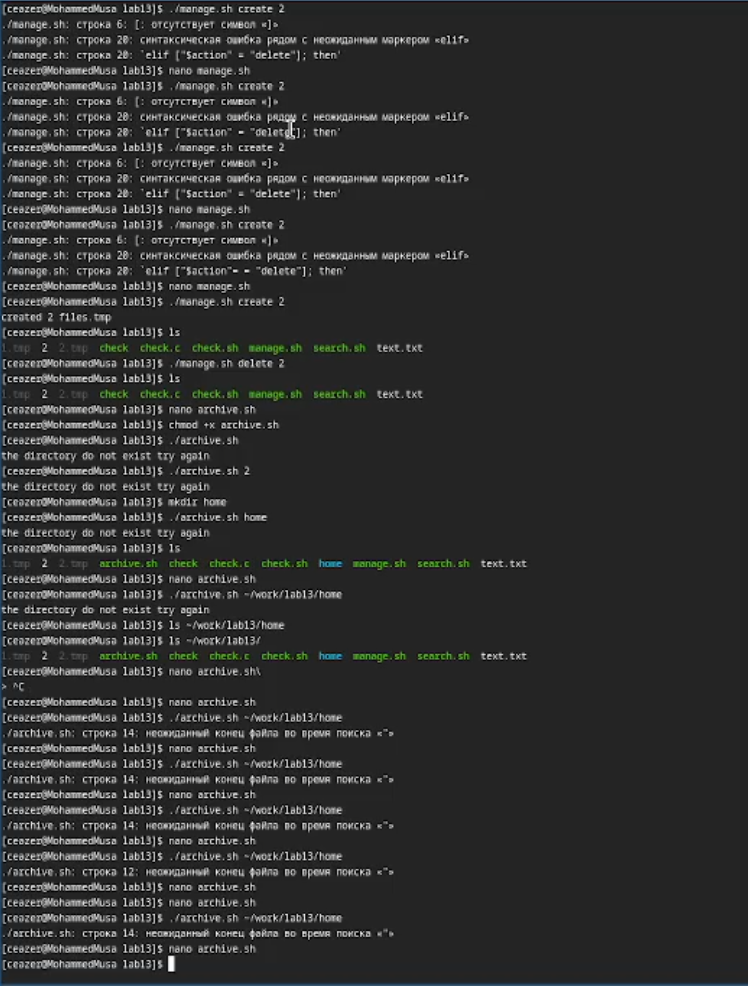 [ceazer@MohammedMusa lab13]$ ./manage.sh create 2
./manage.sh: строка 6: [: отсутствует символ «]»
./manage.sh: строка 20: синтаксическая ошибка рядом с неожиданным маркером «elif»
./manage.sh: строка 20: `elif ["$action" = "delete"]; then'
[ceazer@MohammedMusa lab13]$ nano manage.sh
[ceazer@MohammedMusa lab13]$ ./manage.sh create 2
./manage.sh: строка 6: [: отсутствует символ «]»
./manage.sh: строка 20: синтаксическая ошибка рядом с неожиданным маркером «elif»
./manage.sh: строка 20: `elif ["$action" = "delete"]; then'
[ceazer@MohammedMusa lab13]$ ./manage.sh create 2
./manage.sh: строка 6: [: отсутствует символ «]»
./manage.sh: строка 20: синтаксическая ошибка рядом с неожиданным маркером «elif»
./manage.sh: строка 20: `elif ["$action" = "delete"]; then'
[ceazer@MohammedMusa lab13]$ nano manage.sh
[ceazer@MohammedMusa lab13]$ ./manage.sh create 2
./manage.sh: строка 6: [: отсутствует символ «]»
./manage.sh: строка 20: синтаксическая ошибка рядом с неожиданным маркером «elif»
./manage.sh: строка 20: `elif ["$action"= = "delete"]; then'
[ceazer@MohammedMusa lab13]$ nano manage.sh
[ceazer@MohammedMusa lab13]$ ./manage.sh create 2
created 2 files.tmp
[ceazer@MohammedMusa lab13]$ ls
1.tmp 2 2.tmp check check.c check.sh manage.sh search.sh text.txt
[ceazer@MohammedMusa lab13]$ ./manage.sh delete 2
[ceazer@MohammedMusa lab13]$ ls
1.tmp 2 2.tmp check check.c check.sh manage.sh search.sh text.txt
[ceazer@MohammedMusa lab13]$ nano archive.sh
[ceazer@MohammedMusa lab13]$ chmod +x archive.sh
[ceazer@MohammedMusa lab13]$ ./archive.sh
the directory do not exist try again
[ceazer@MohammedMusa lab13]$ ./archive.sh 2
the directory do not exist try again
[ceazer@MohammedMusa lab13]$ mkdir home
[ceazer@MohammedMusa lab13]$ ./archive.sh home
the directory do not exist try again
[ceazer@MohammedMusa lab13]$ ls
1.tmp 2 2.tmp archive.sh check check.c check.sh home manage.sh search.sh text.txt
[ceazer@MohammedMusa lab13]$ nano archive.sh
[ceazer@MohammedMusa lab13]$ ./archive.sh ~/work/lab13/home
the directory do not exist try again
[ceazer@MohammedMusa lab13]$ ls ~/work/lab13/home
[ceazer@MohammedMusa lab13]$ ls ~/work/lab13/
1.tmp 2 2.tmp archive.sh check check.c check.sh home manage.sh search.sh text.txt
[ceazer@MohammedMusa lab13]$ nano archive.sh\
> ^C
[ceazer@MohammedMusa lab13]$ nano archive.sh
[ceazer@MohammedMusa lab13]$ ./archive.sh ~/work/lab13/home
./archive.sh: строка 14: неожиданный конец файла во время поиска «"»
[ceazer@MohammedMusa lab13]$ nano archive.sh
[ceazer@MohammedMusa lab13]$ ./archive.sh ~/work/lab13/home
./archive.sh: строка 14: неожиданный конец файла во время поиска «"»
[ceazer@MohammedMusa lab13]$ nano archive.sh
[ceazer@MohammedMusa lab13]$ ./archive.sh ~/work/lab13/home
./archive.sh: строка 14: неожиданный конец файла во время поиска «"»
[ceazer@MohammedMusa lab13]$ nano archive.sh
[ceazer@MohammedMusa lab13]$ ./archive.sh ~/work/lab13/home
./archive.sh: строка 12: неожиданный конец файла во время поиска «"»
[ceazer@MohammedMusa lab13]$ nano archive.sh
[ceazer@MohammedMusa lab13]$ nano archive.sh
[ceazer@MohammedMusa lab13]$ ./archive.sh ~/work/lab13/home
./archive.sh: строка 14: неожиданный конец файла во время поиска «"»
[ceazer@MohammedMusa lab13]$ nano archive.sh
[ceazer@MohammedMusa lab13]$